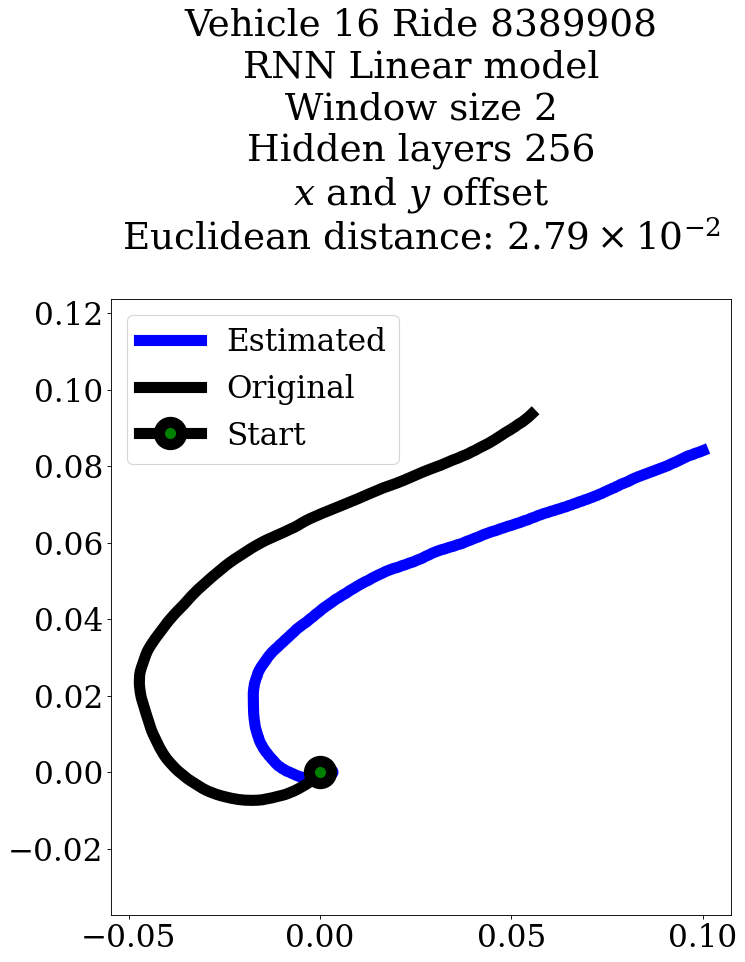 Vehicle 16 Ride 8389908
RNN Linear model
Window size 2
Hidden layers 256
x and y offset
Euclidean distance: 2.79 × 10⁻²
Estimated
Original
Start
0.12
0.10
0.08
0.06
0.04
0.02
0.00
−0.02
−0.05 0.00 0.05 0.10